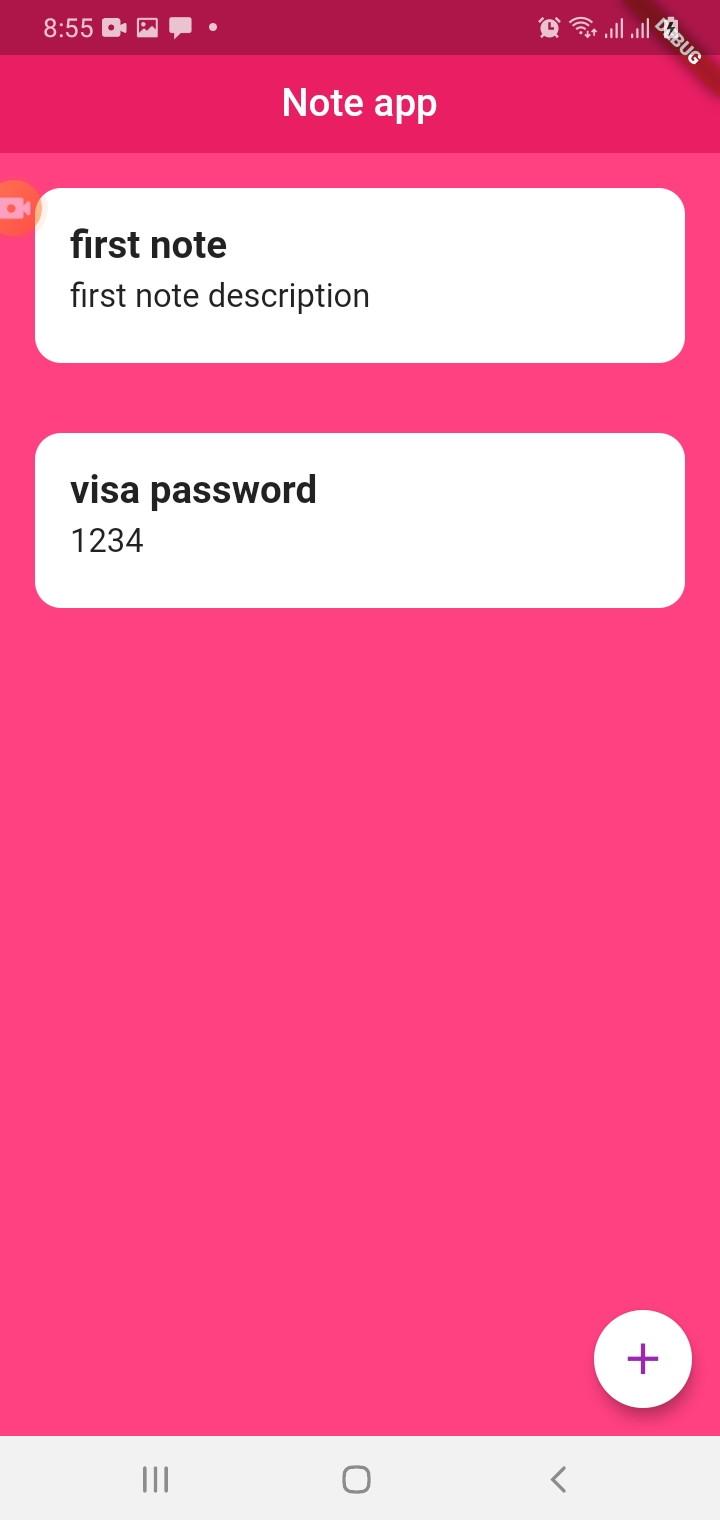 8:55
DEBUG
Note app
first note
first note description
visa password
1234